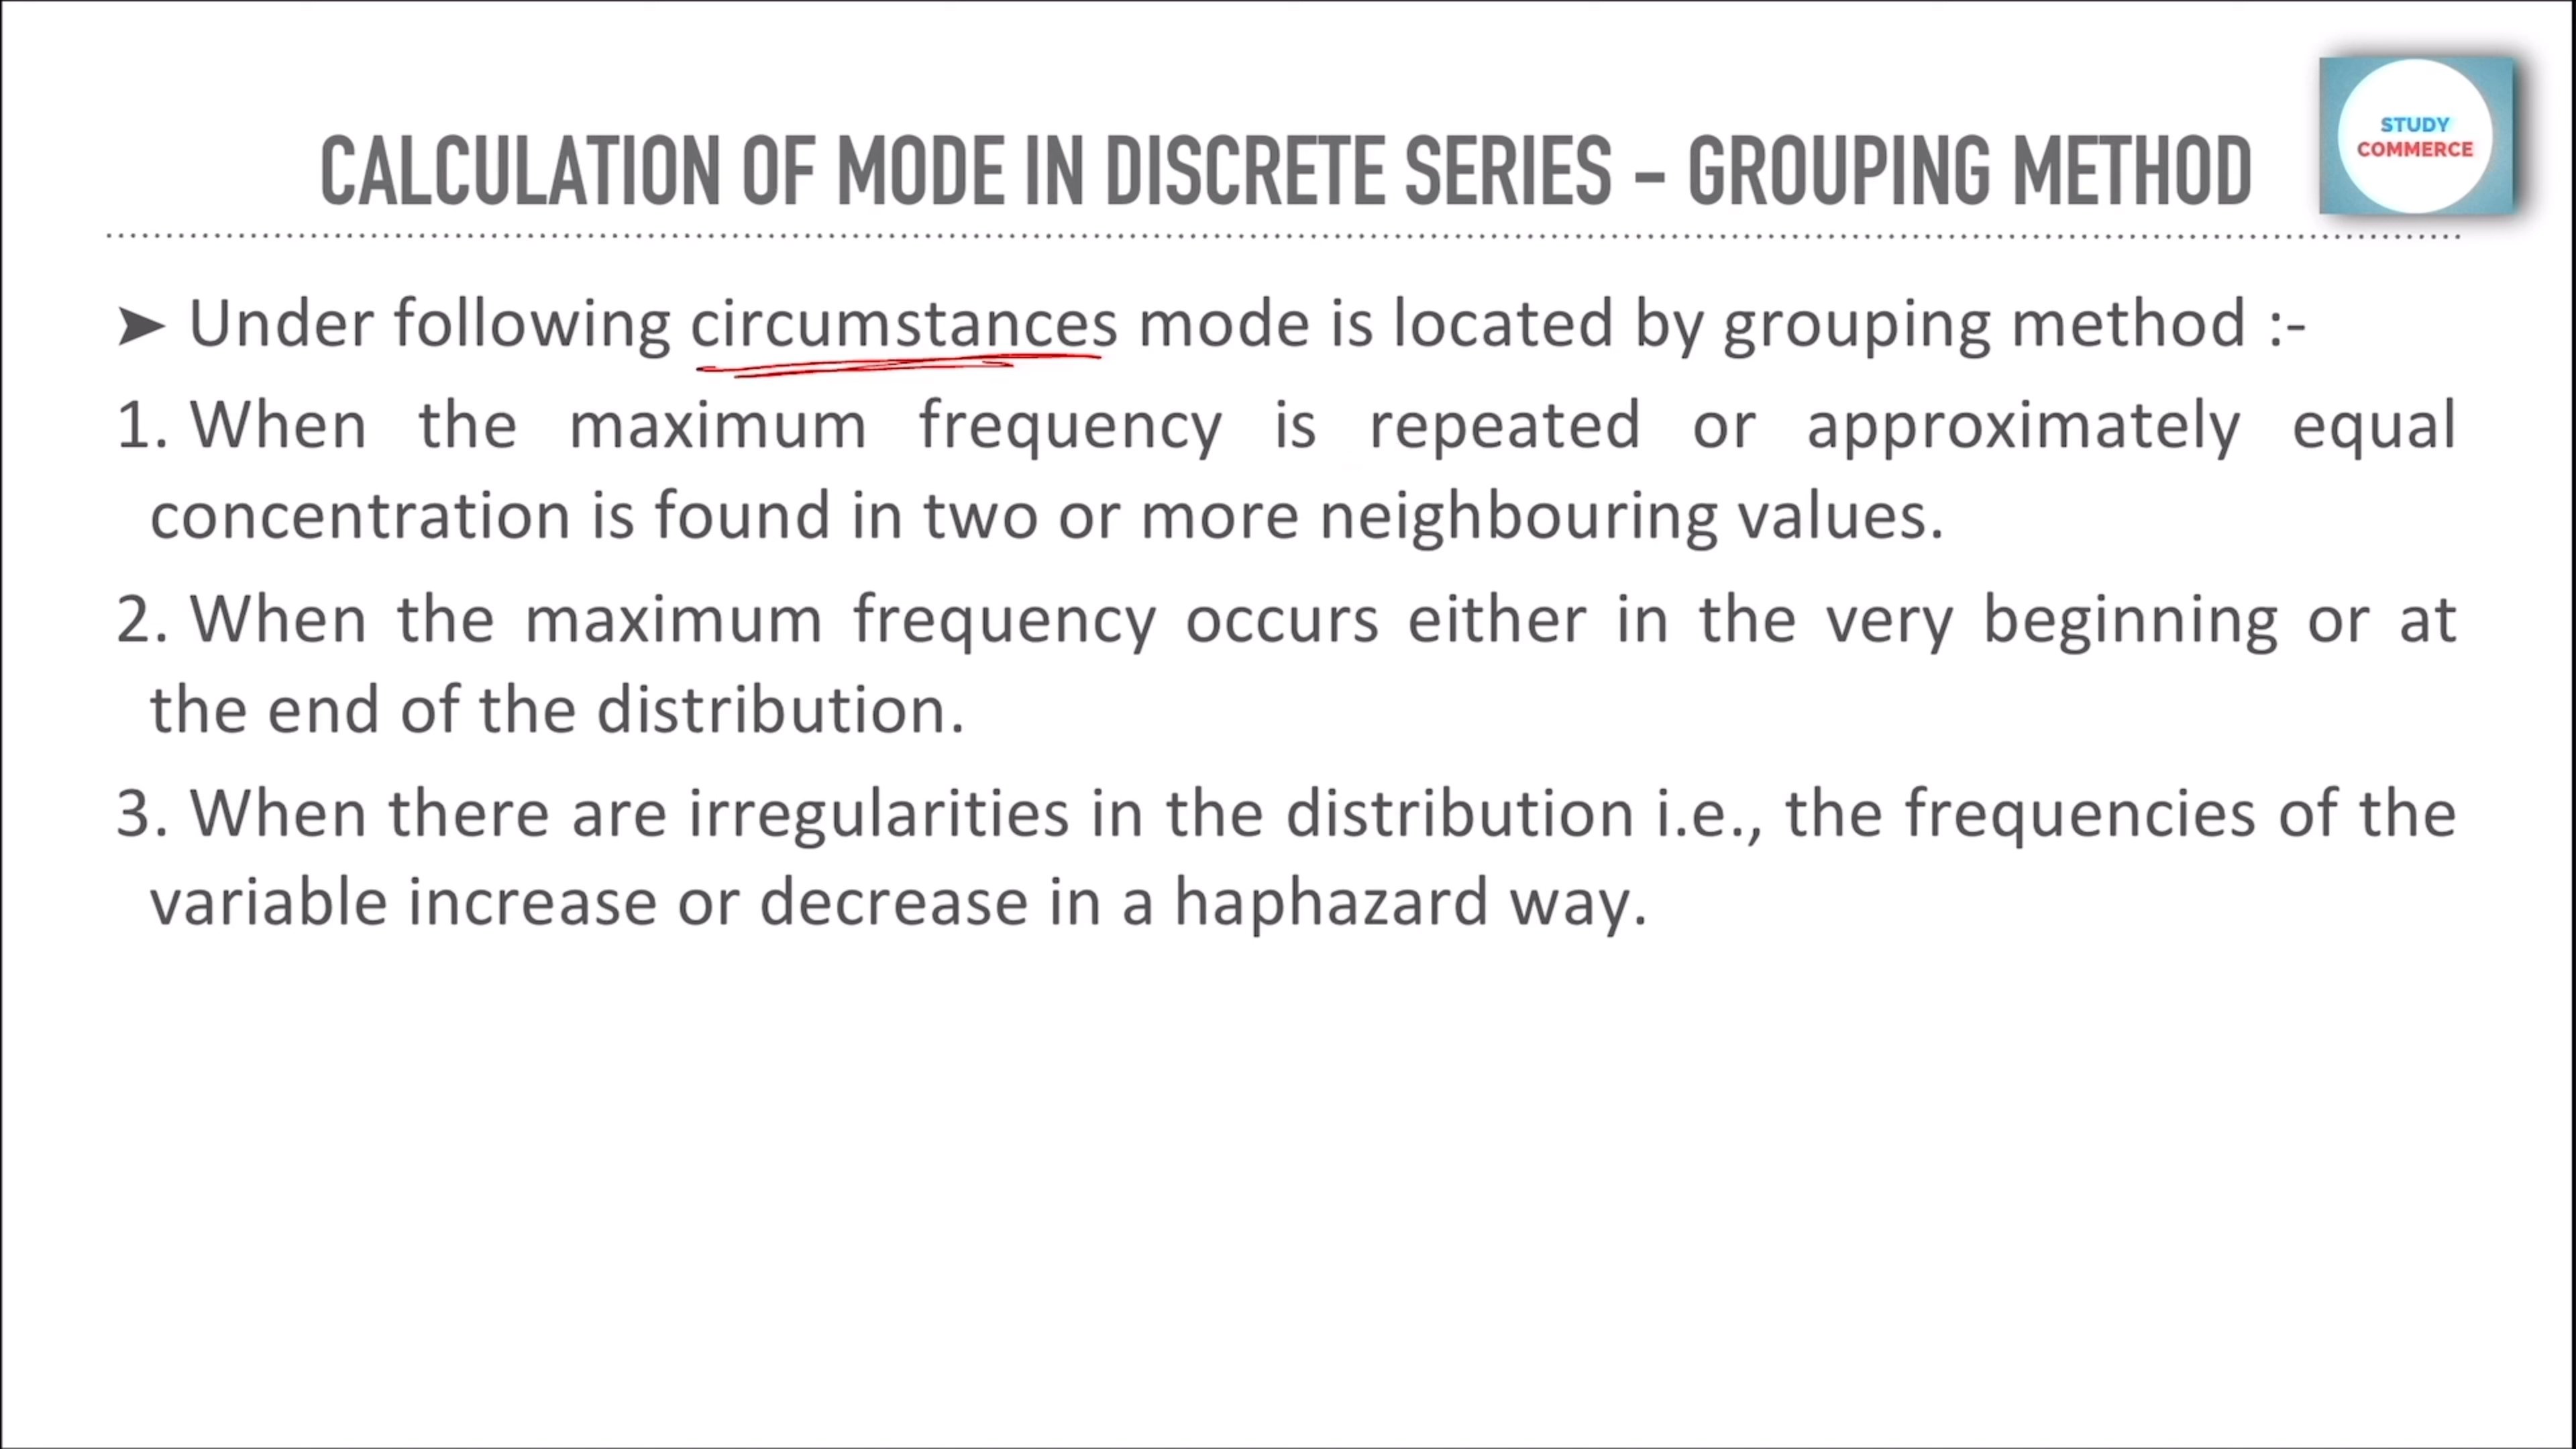 STUDY
COMMERCE
CALCULATION OF MODE IN DISCRETE SERIES - GROUPING METHOD
➤ Under following circumstances mode is located by grouping method :-
1. When the maximum frequency is repeated or approximately equal
concentration is found in two or more neighbouring values.
2. When the maximum frequency occurs either in the very beginning or at
the end of the distribution.
3. When there are irregularities in the distribution i.e., the frequencies of the
variable increase or decrease in a haphazard way.